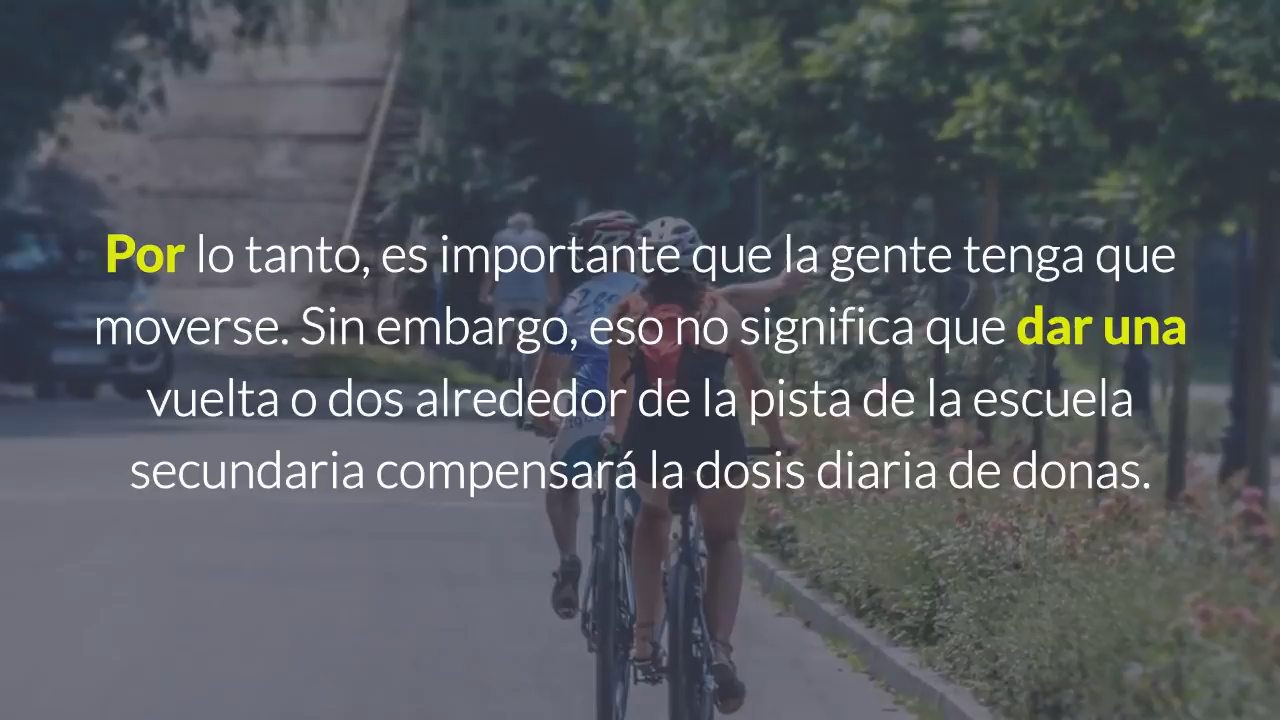 Por lo tanto, es importante que la gente tenga que
moverse. Sin embargo, eso no significa que dar una
vuelta o dos alrededor de la pista de la escuela
secundaria compensará la dosis diaria de donas.